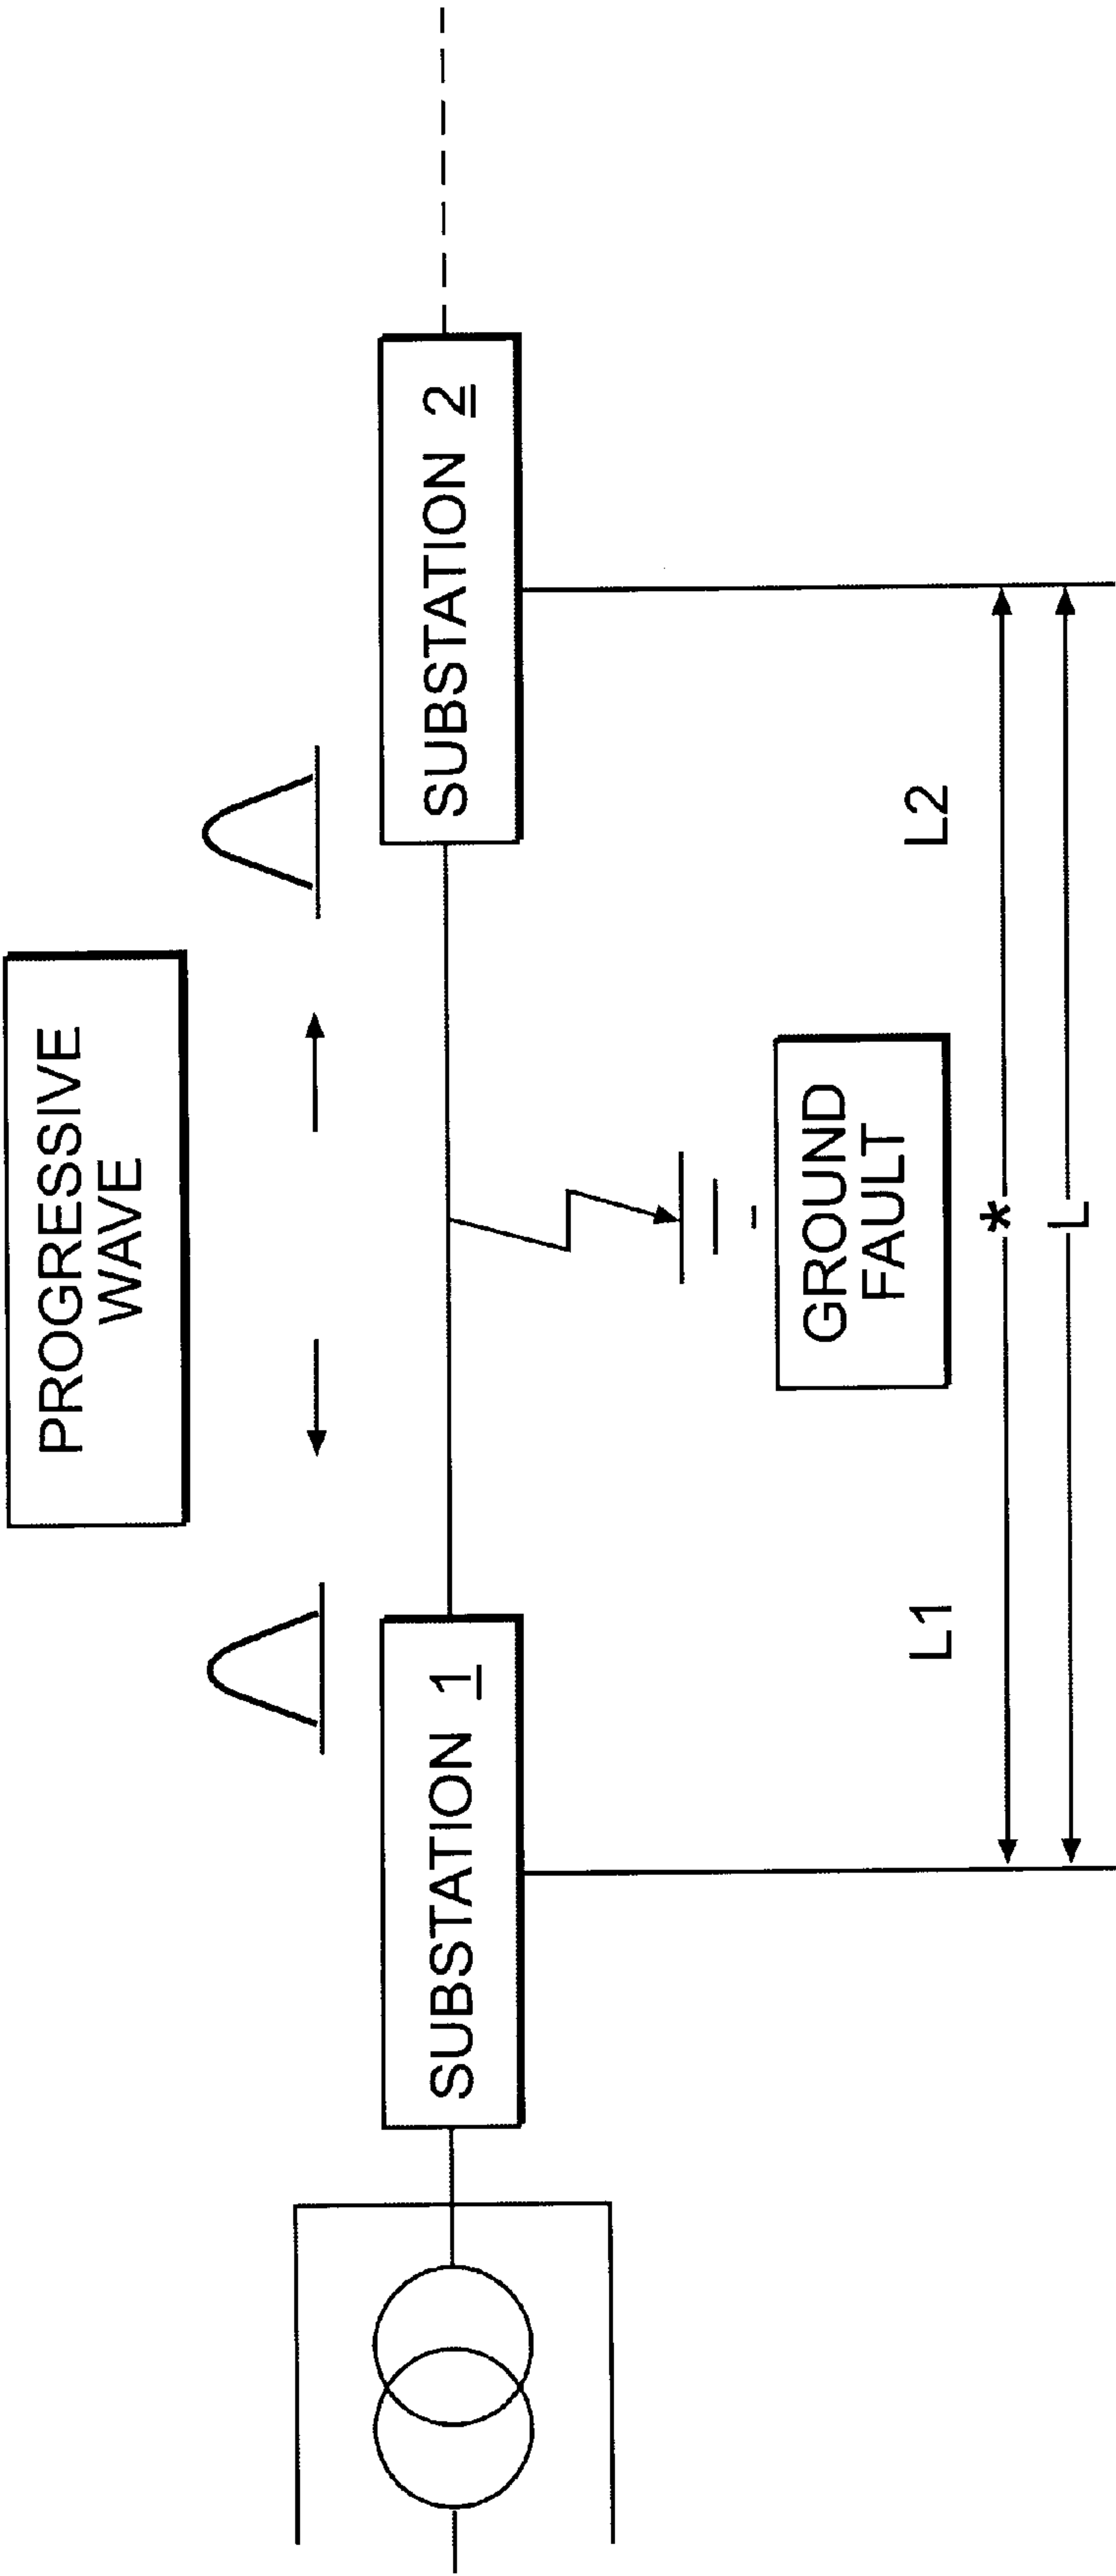 PROGRESSIVE
WAVE
SUBSTATION 1
SUBSTATION 2
GROUND
FAULT
L1
L2
*
L